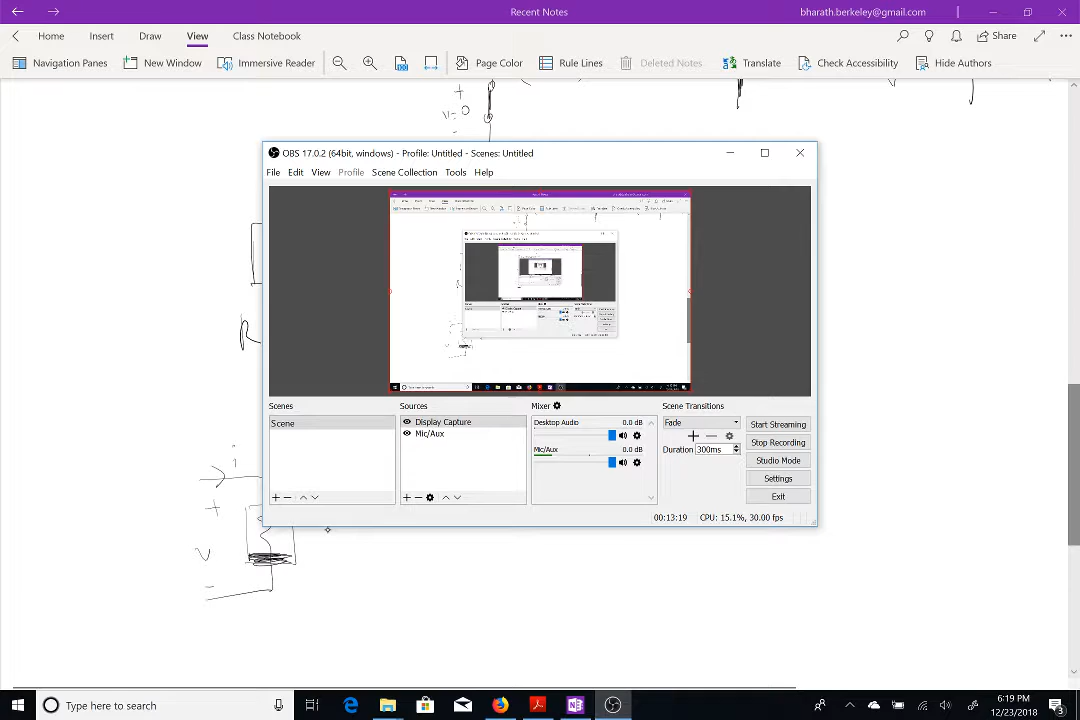 Recent Notes
bharath.berkeley@gmail.com
Home Insert Draw View Class Notebook
Share
Navigation Panes New Window Immersive Reader Page Color Rule Lines Deleted Notes Translate Check Accessibility Hide Authors
+
v=0
-
OBS 17.0.2 (64bit, windows) - Profile: Untitled - Scenes: Untitled
File Edit View Profile Scene Collection Tools Help
R
Scenes
Scene
Sources
Display Capture
Mic/Aux
Mixer
Desktop Audio 0.0 dB
Mic/Aux 0.0 dB
Scene Transitions
Fade
Duration 300ms
Start Streaming
Stop Recording
Studio Mode
Settings
Exit
00:13:19 CPU: 15.1%, 30.00 fps
i
+
v
-
Type here to search
6:19 PM
12/23/2018
3